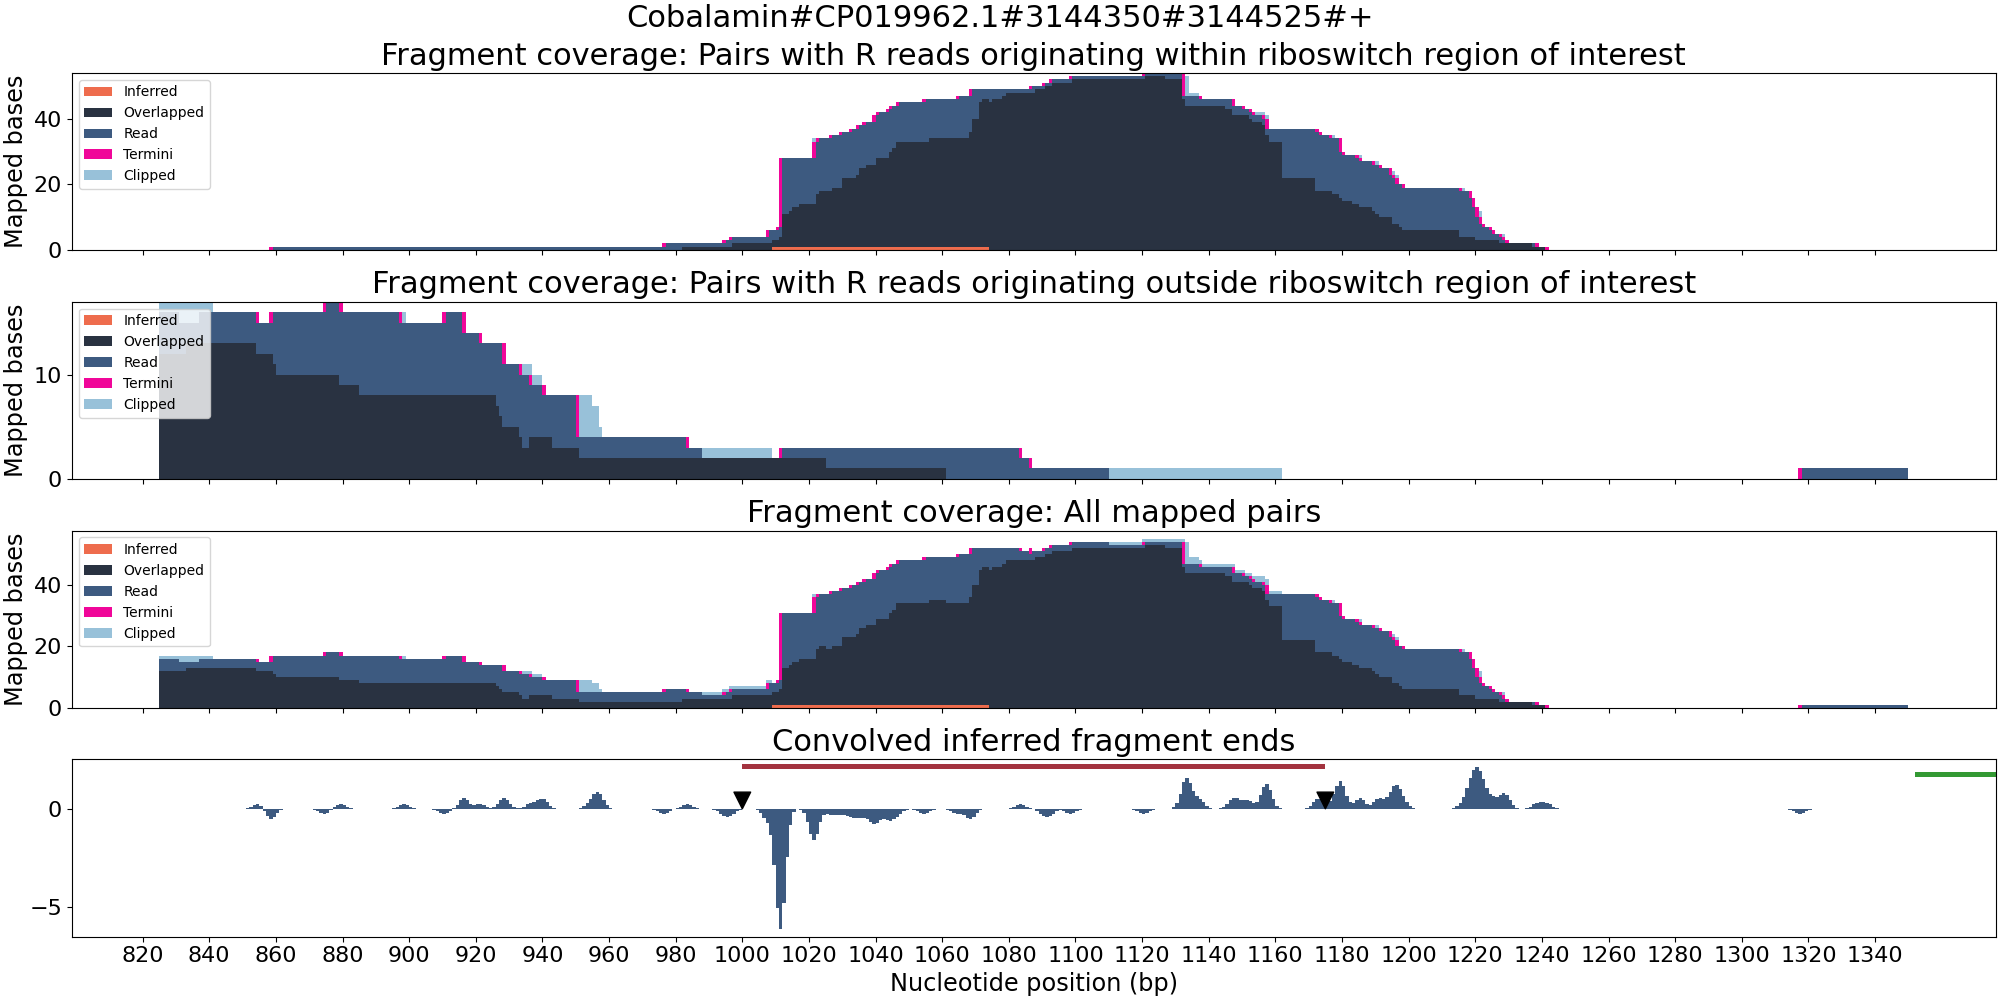 Cobalamin#CP019962.1#3144350#3144525#+
Fragment coverage: Pairs with R reads originating within riboswitch region of interest
Mapped bases
40
20
0
Inferred
Overlapped
Read
Termini
Clipped
Fragment coverage: Pairs with R reads originating outside riboswitch region of interest
Mapped bases
10
0
Inferred
Overlapped
Read
Termini
Clipped
Fragment coverage: All mapped pairs
Mapped bases
40
20
0
Inferred
Overlapped
Read
Termini
Clipped
Convolved inferred fragment ends
0
−5
820 840 860 880 900 920 940 960 980 1000 1020 1040 1060 1080 1100 1120 1140 1160 1180 1200 1220 1240 1260 1280 1300 1320 1340
Nucleotide position (bp)